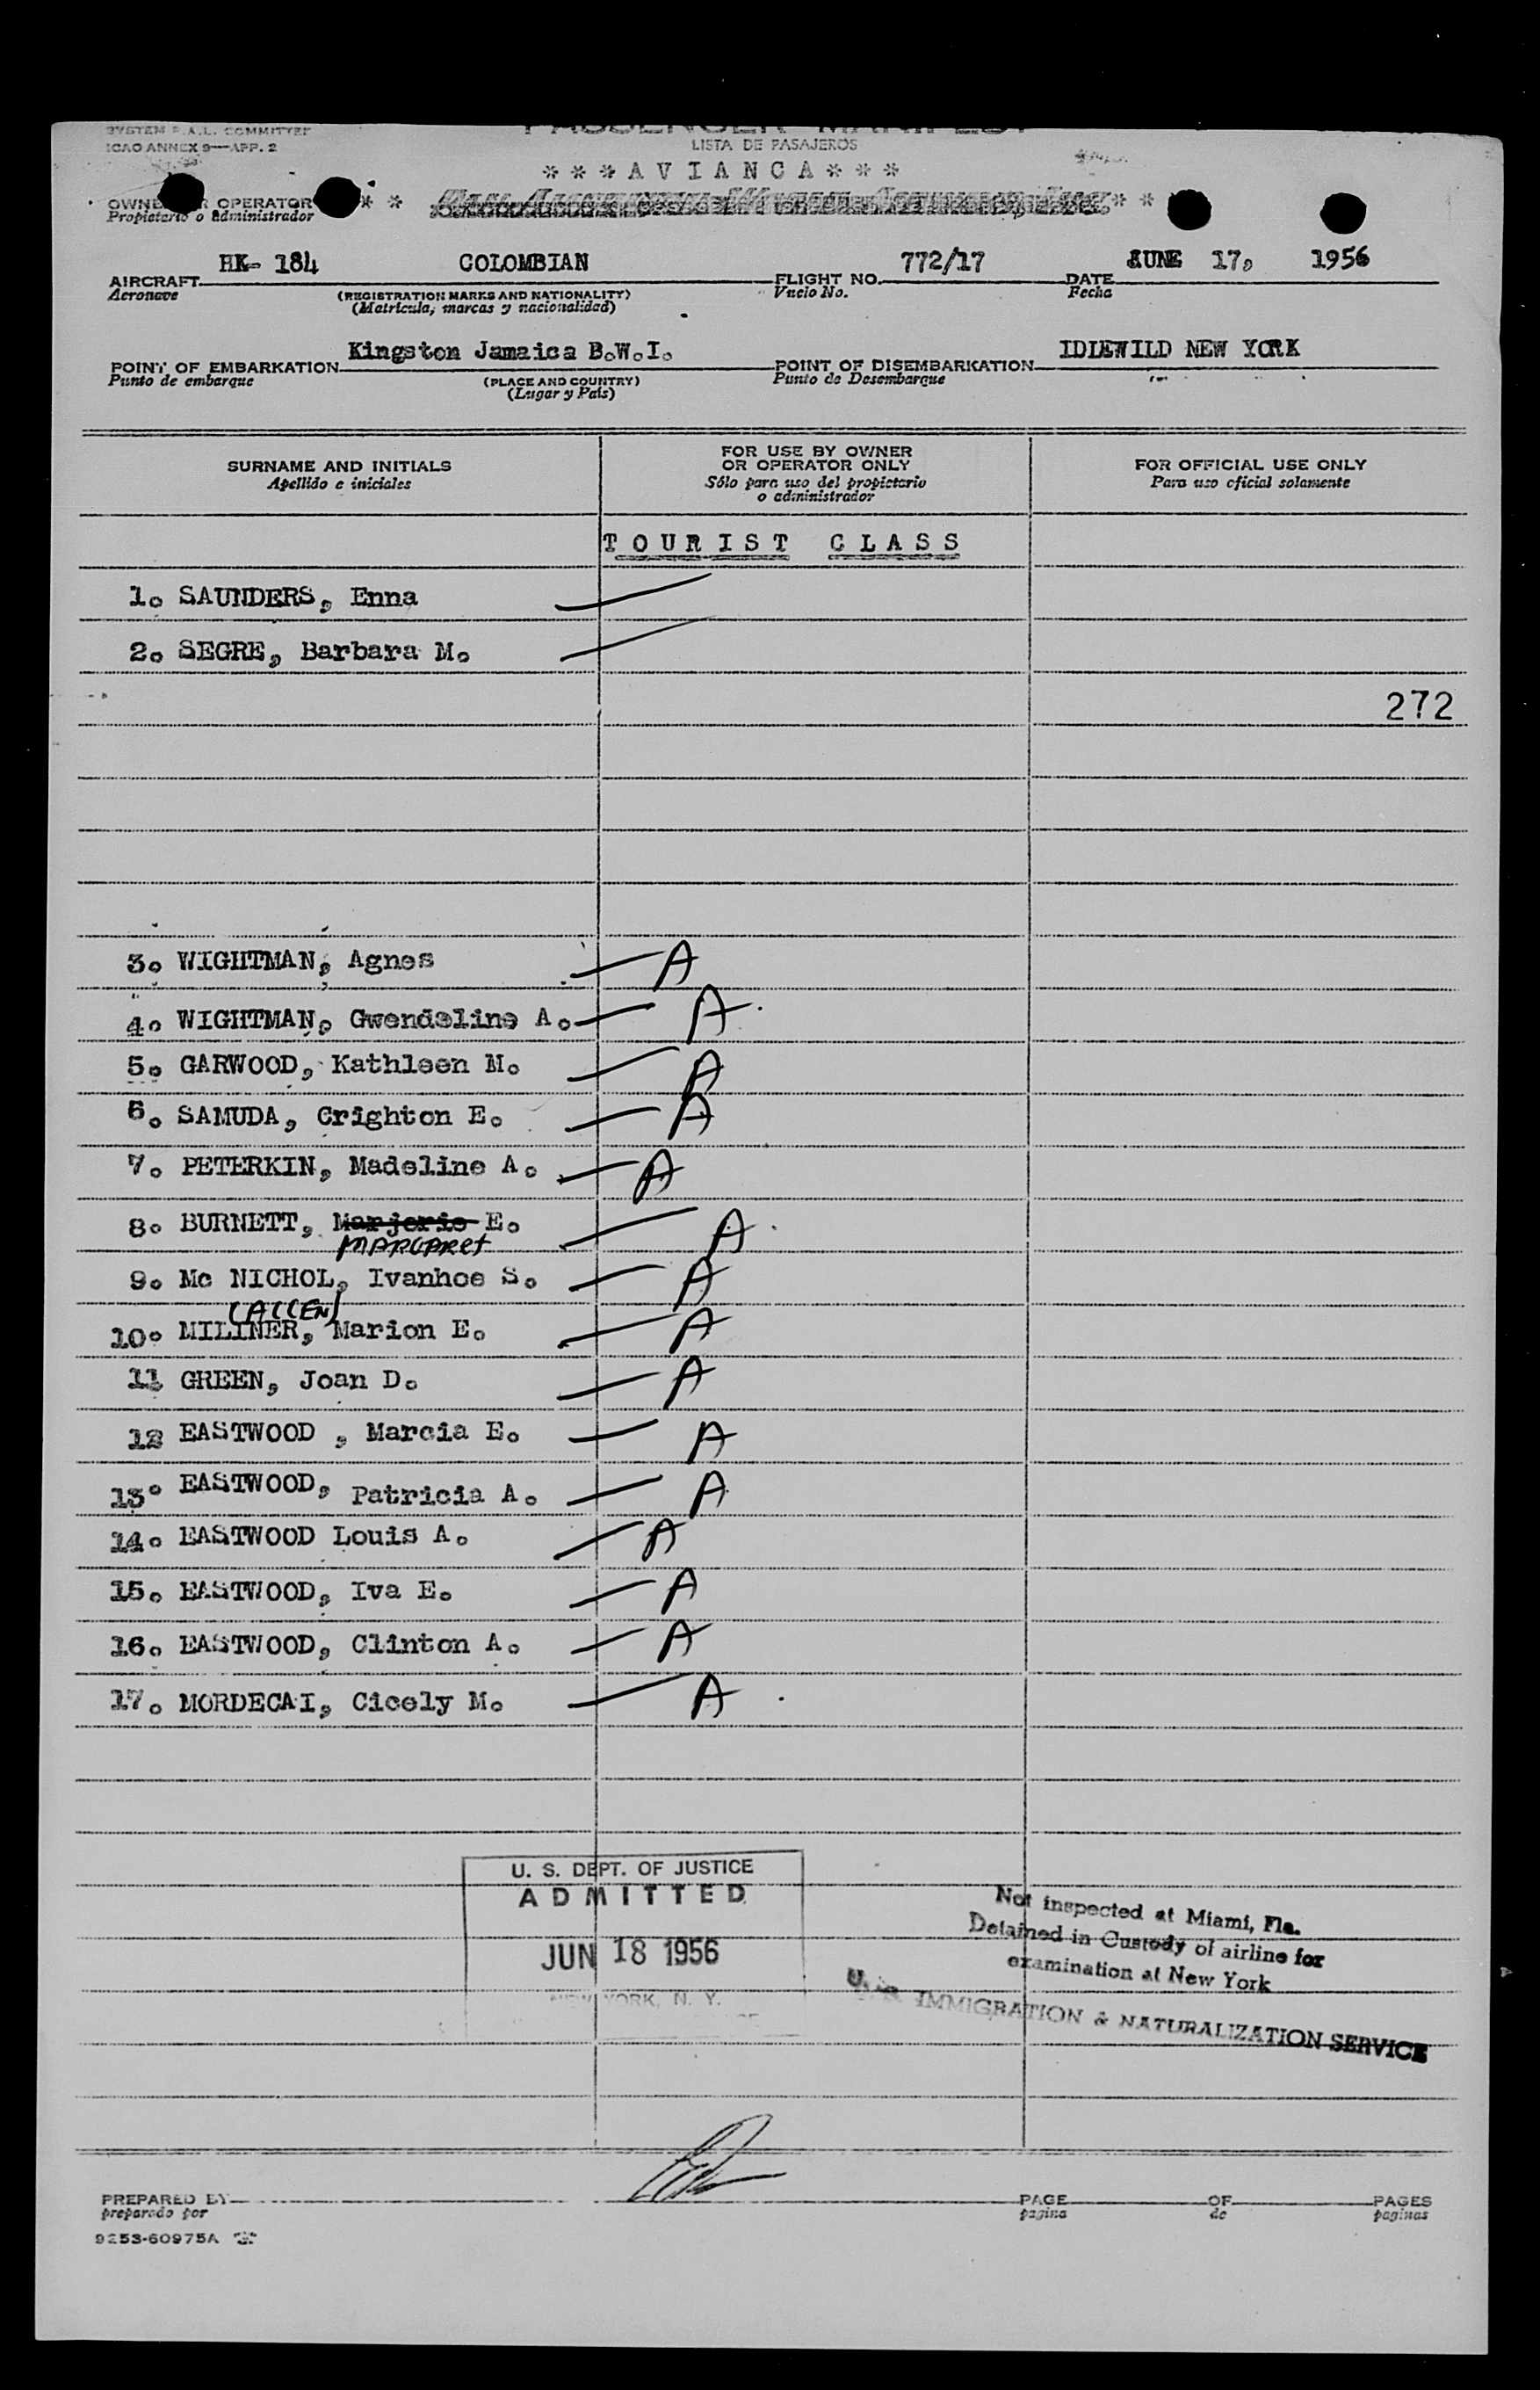 SYSTEM F.A.L. COMMITTEE
ICAO ANNEX 9—APP. 2
PASSENGER MANIFEST
LISTA DE PASAJEROS
* * * A V I A N C A * * *
OWNER OR OPERATOR
Propietario o administrador
HK- 184 COLOMBIAN 772/17 JUNE 17, 1956
AIRCRAFT FLIGHT NO. DATE
Aeronave (REGISTRATION MARKS AND NATIONALITY) Vuelo No. Fecha
(Matricula, marcas y nacionalidad)
Kingston Jamaica B.W.I. IDLEWILD NEW YORK
POINT OF EMBARKATION POINT OF DISEMBARKATION
Punto de embarque (PLACE AND COUNTRY) Punto de Desembarque
(Lugar y País)
SURNAME AND INITIALS
Apellido e iniciales
FOR USE BY OWNER
OR OPERATOR ONLY
Sólo para uso del propietario
o administrador
FOR OFFICIAL USE ONLY
Para uso oficial solamente
T O U R I S T C L A S S
1. SAUNDERS, Enna
2. SEGRE, Barbara M.
272
3. WIGHTMAN, Agnes A
4. WIGHTMAN, Gwendeline A. A
5. GARWOOD, Kathleen M. A
6. SAMUDA, Crighton E. A
7. PETERKIN, Madeline A. A
8. BURNETT, Marjorie E. A
MARGARET
9. Mc NICHOL, Ivanhoe S. A
(ALLEN)
10. MILINER, Marion E. A
11 GREEN, Joan D. A
12 EASTWOOD , Marcia E. A
13. EASTWOOD, Patricia A. A
14. EASTWOOD Louis A. A
15. EASTWOOD, Iva E. A
16. EASTWOOD, Clinton A. A
17. MORDECAI, Cicely M. A
U. S. DEPT. OF JUSTICE
A D M I T T E D
JUN 18 1956
NEW YORK, N. Y.
Not inspected at Miami, Fla.
Detained in Custody of airline for
examination at New York
U.S. IMMIGRATION & NATURALIZATION SERVICE
PREPARED BY PAGE OF PAGES
preparado por pagina de paginas
9253-60975A